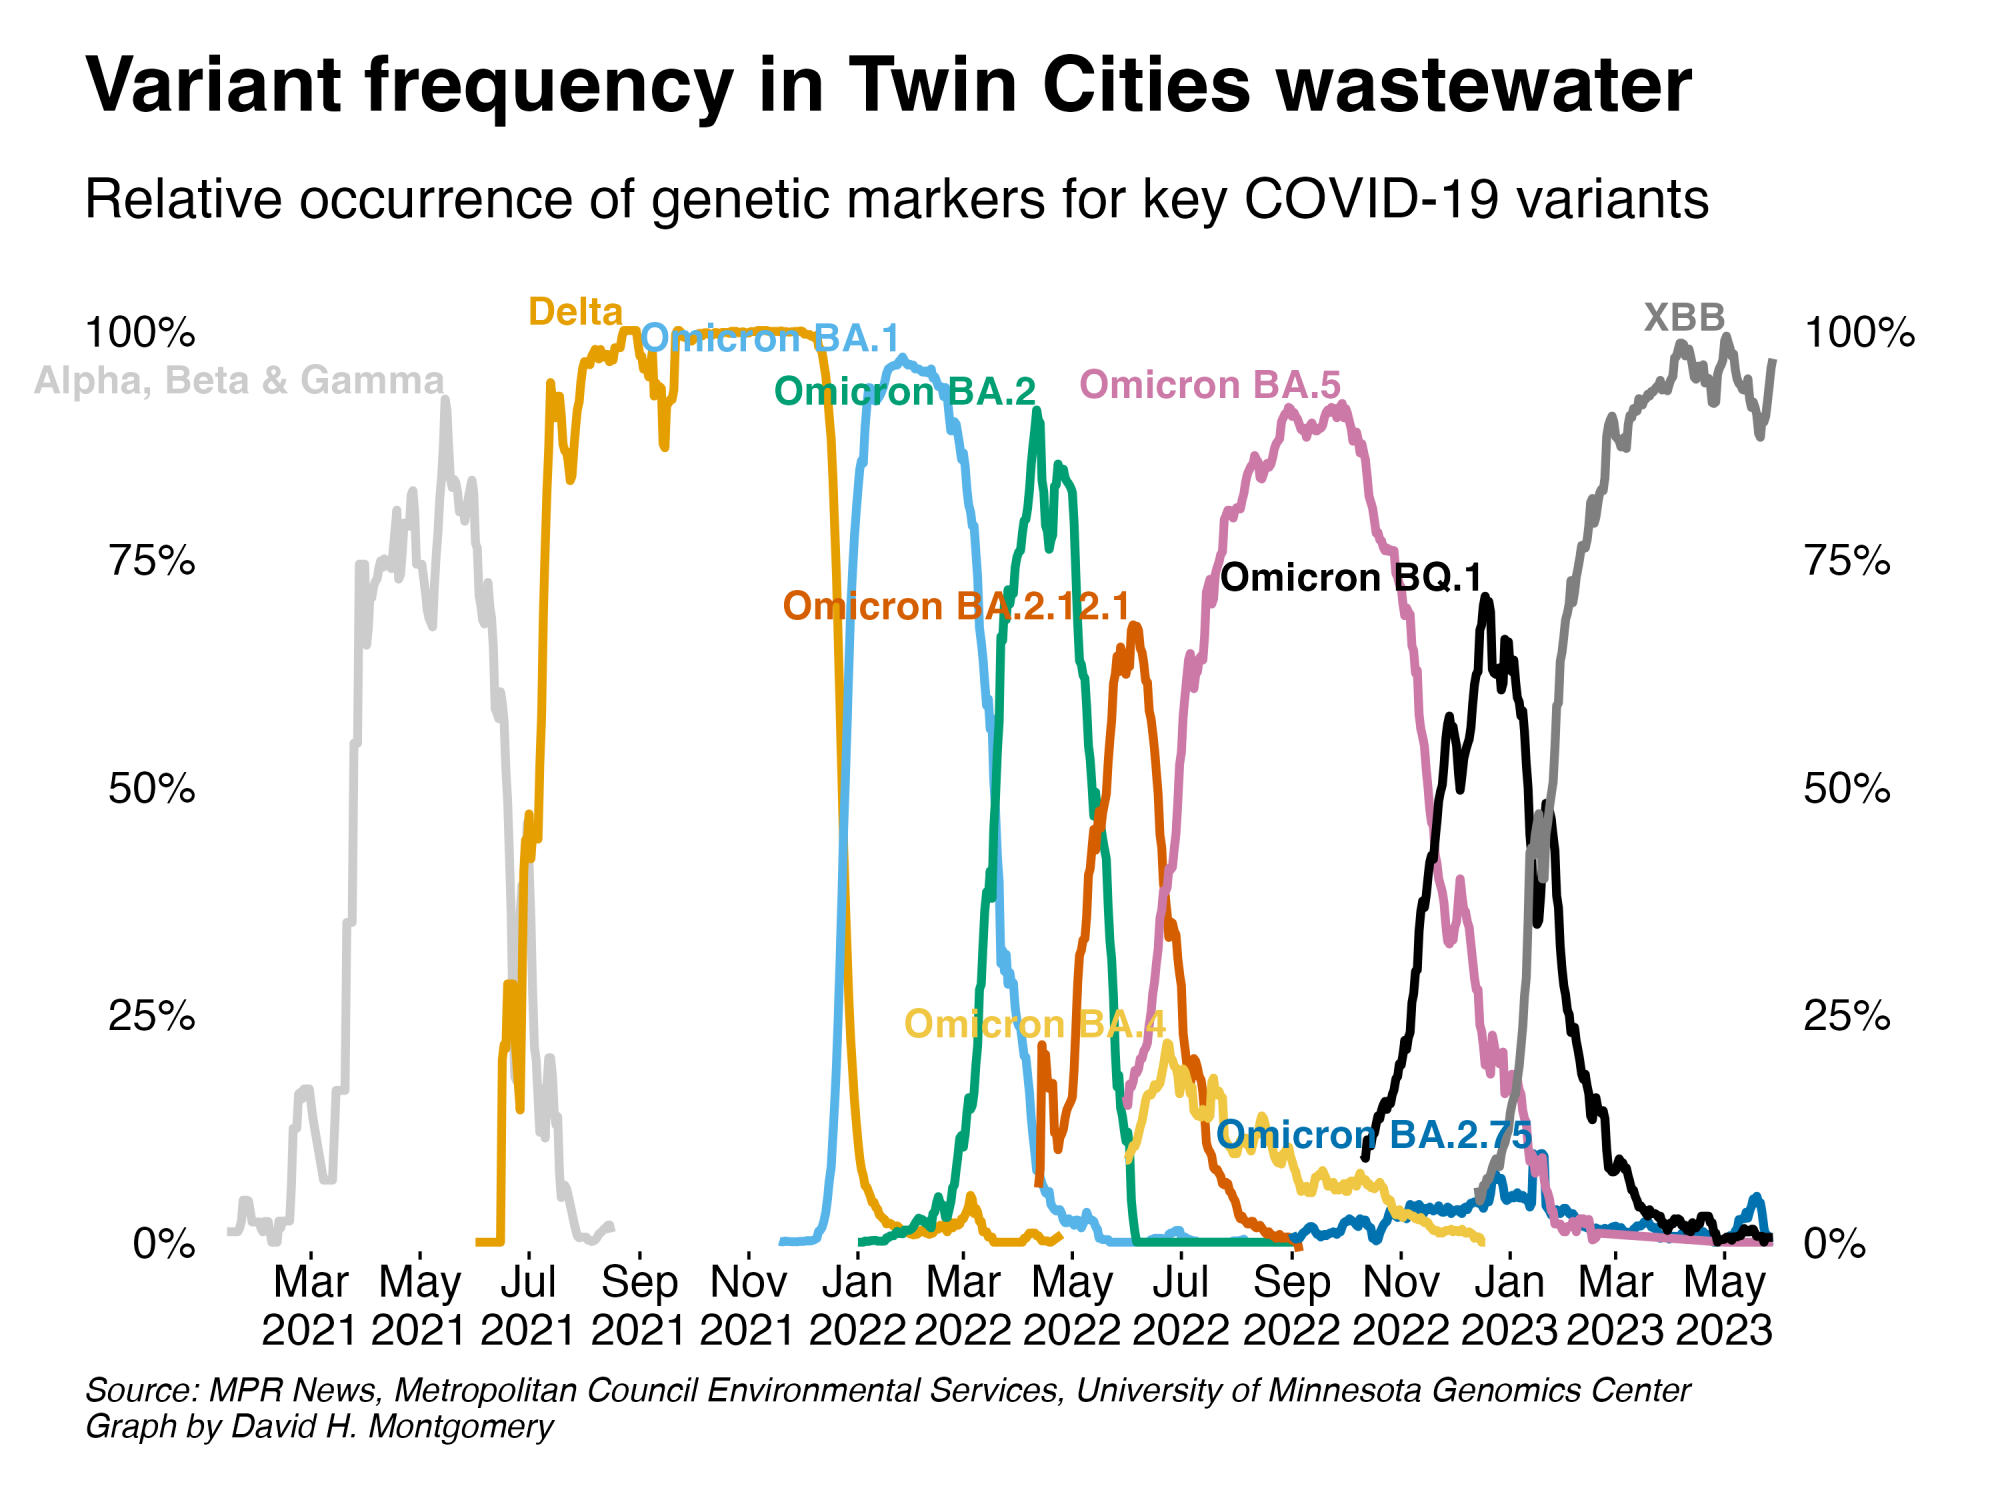 Variant frequency in Twin Cities wastewater
Relative occurrence of genetic markers for key COVID-19 variants
Delta
XBB
100%
Omicron BA.1
100%
Alpha, Beta & Gamma
Omicron BA.2
Omicron BA.5
75%
Omicron BQ.1
75%
Omicron BA.2.12.1
50%
50%
25%
Omicron BA.4
25%
Omicron BA.2.75
0%
0%
Mar May Jul Sep Nov Jan Mar May Jul Sep Nov Jan Mar May
2021 2021 2021 2021 2021 2022 2022 2022 2022 2022 2022 2023 2023 2023
Source: MPR News, Metropolitan Council Environmental Services, University of Minnesota Genomics Center
Graph by David H. Montgomery